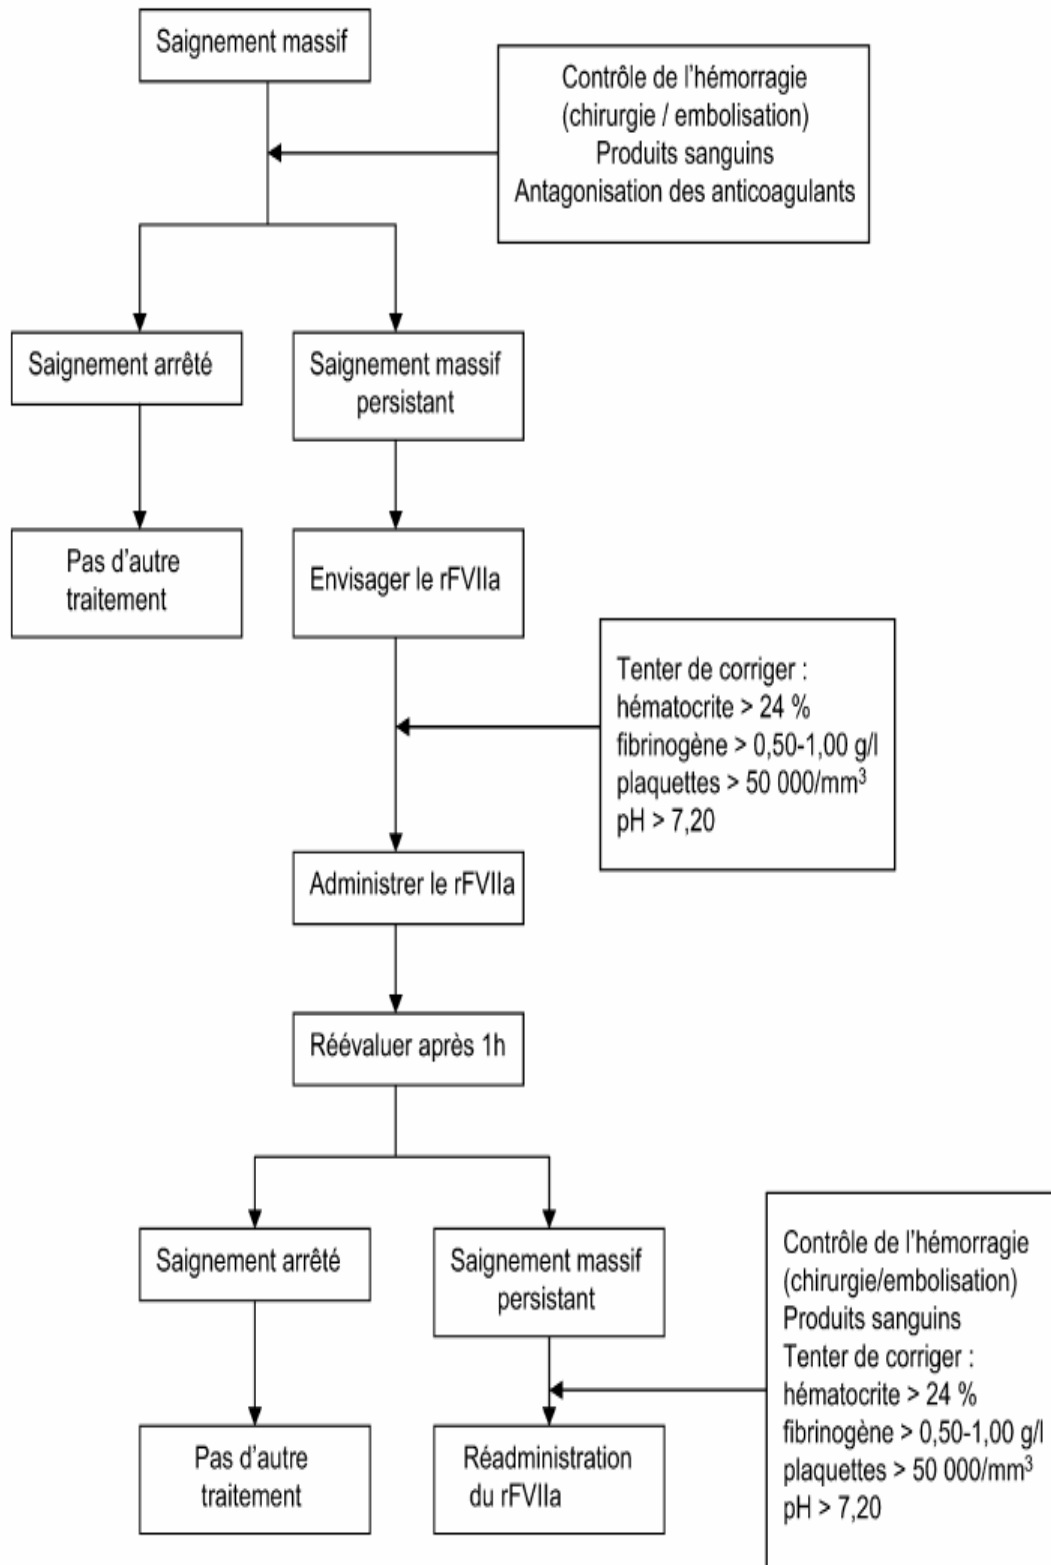 Saignement massif
Contrôle de l'hémorragie
(chirurgie / embolisation)
Produits sanguins
Antagonisation des anticoagulants
Saignement arrêté
Saignement massif
persistant
Pas d'autre
traitement
Envisager le rFVIIa
Tenter de corriger :
hématocrite > 24 %
fibrinogène > 0,50-1,00 g/l
plaquettes > 50 000/mm³
pH > 7,20
Administrer le rFVIIa
Réévaluer après 1h
Saignement arrêté
Saignement massif
persistant
Contrôle de l'hémorragie
(chirurgie/embolisation)
Produits sanguins
Tenter de corriger :
hématocrite > 24 %
fibrinogène > 0,50-1,00 g/l
plaquettes > 50 000/mm³
pH > 7,20
Pas d'autre
traitement
Réadministration
du rFVIIa